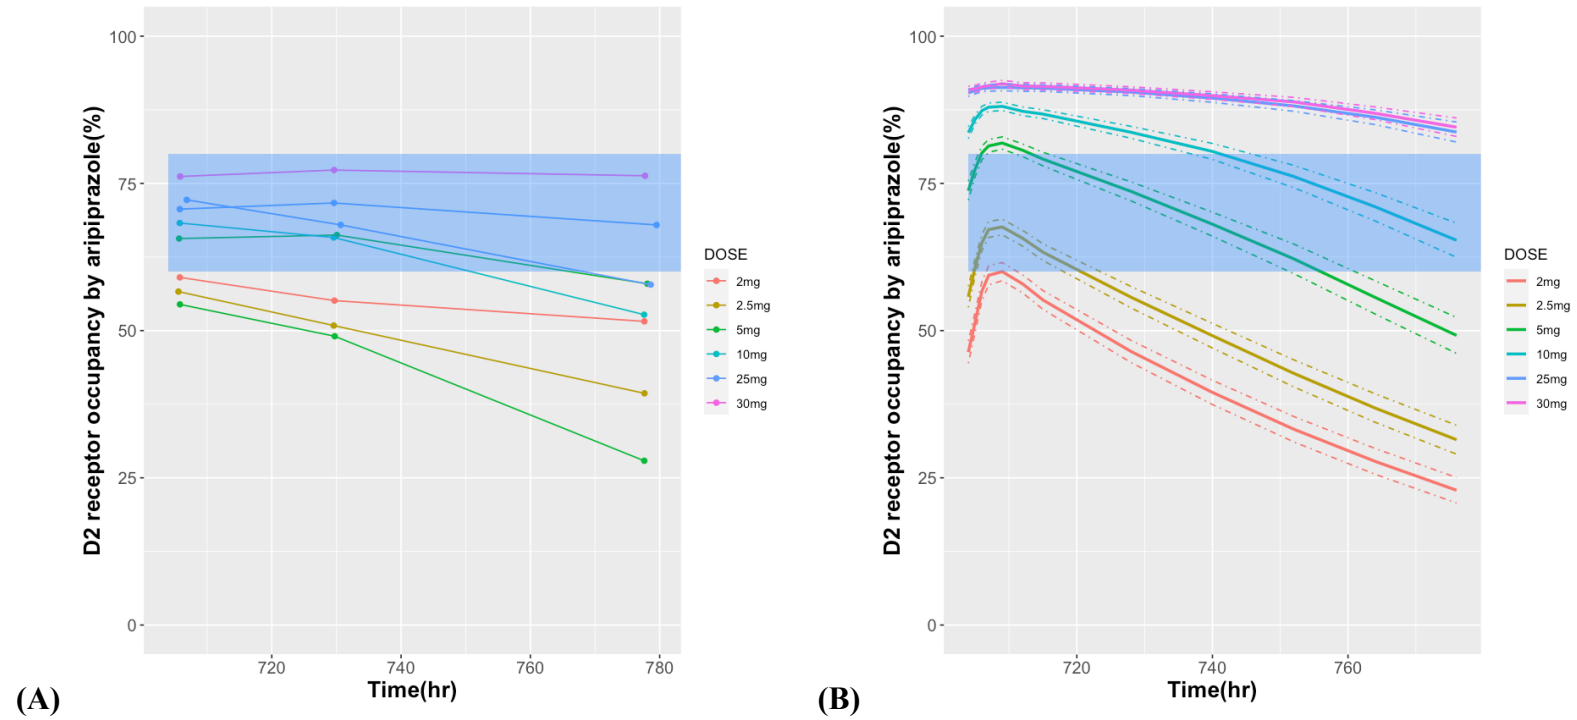 D2 receptor occupancy by aripiprazole(%)
100
75
50
25
0
720
740
760
780
Time(hr)
DOSE
2mg
2.5mg
5mg
10mg
25mg
30mg
(A)
D2 receptor occupancy by aripiprazole(%)
100
75
50
25
0
720
740
760
Time(hr)
DOSE
2mg
2.5mg
5mg
10mg
25mg
30mg
(B)